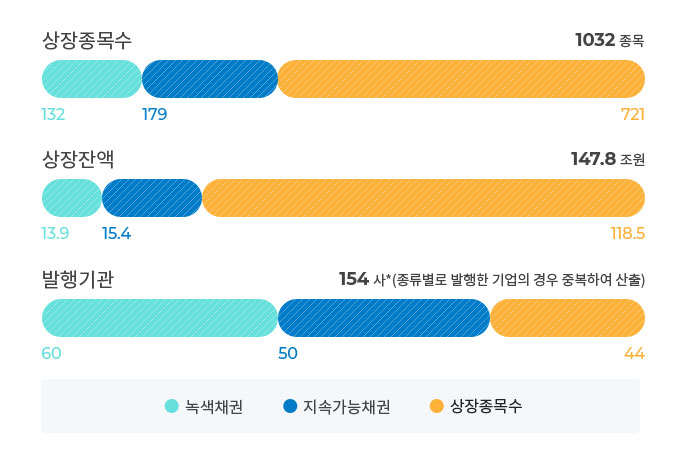 상장종목수 1032 종목
132 179 721
상장잔액 147.8 조원
13.9 15.4 118.5
발행기관 154 사*(종류별로 발행한 기업의 경우 중복하여 산출)
60 50 44
녹색채권 지속가능채권 상장종목수